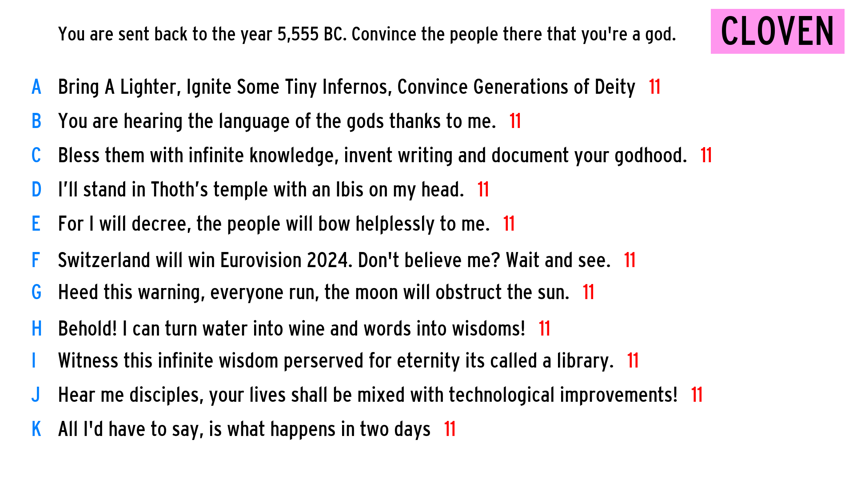 You are sent back to the year 5,555 BC. Convince the people there that you're a god.
CLOVEN
A Bring A Lighter, Ignite Some Tiny Infernos, Convince Generations of Deity 11
B You are hearing the language of the gods thanks to me. 11
C Bless them with infinite knowledge, invent writing and document your godhood. 11
D I’ll stand in Thoth’s temple with an Ibis on my head. 11
E For I will decree, the people will bow helplessly to me. 11
F Switzerland will win Eurovision 2024. Don't believe me? Wait and see. 11
G Heed this warning, everyone run, the moon will obstruct the sun. 11
H Behold! I can turn water into wine and words into wisdoms! 11
I Witness this infinite wisdom perserved for eternity its called a library. 11
J Hear me disciples, your lives shall be mixed with technological improvements! 11
K All I'd have to say, is what happens in two days 11